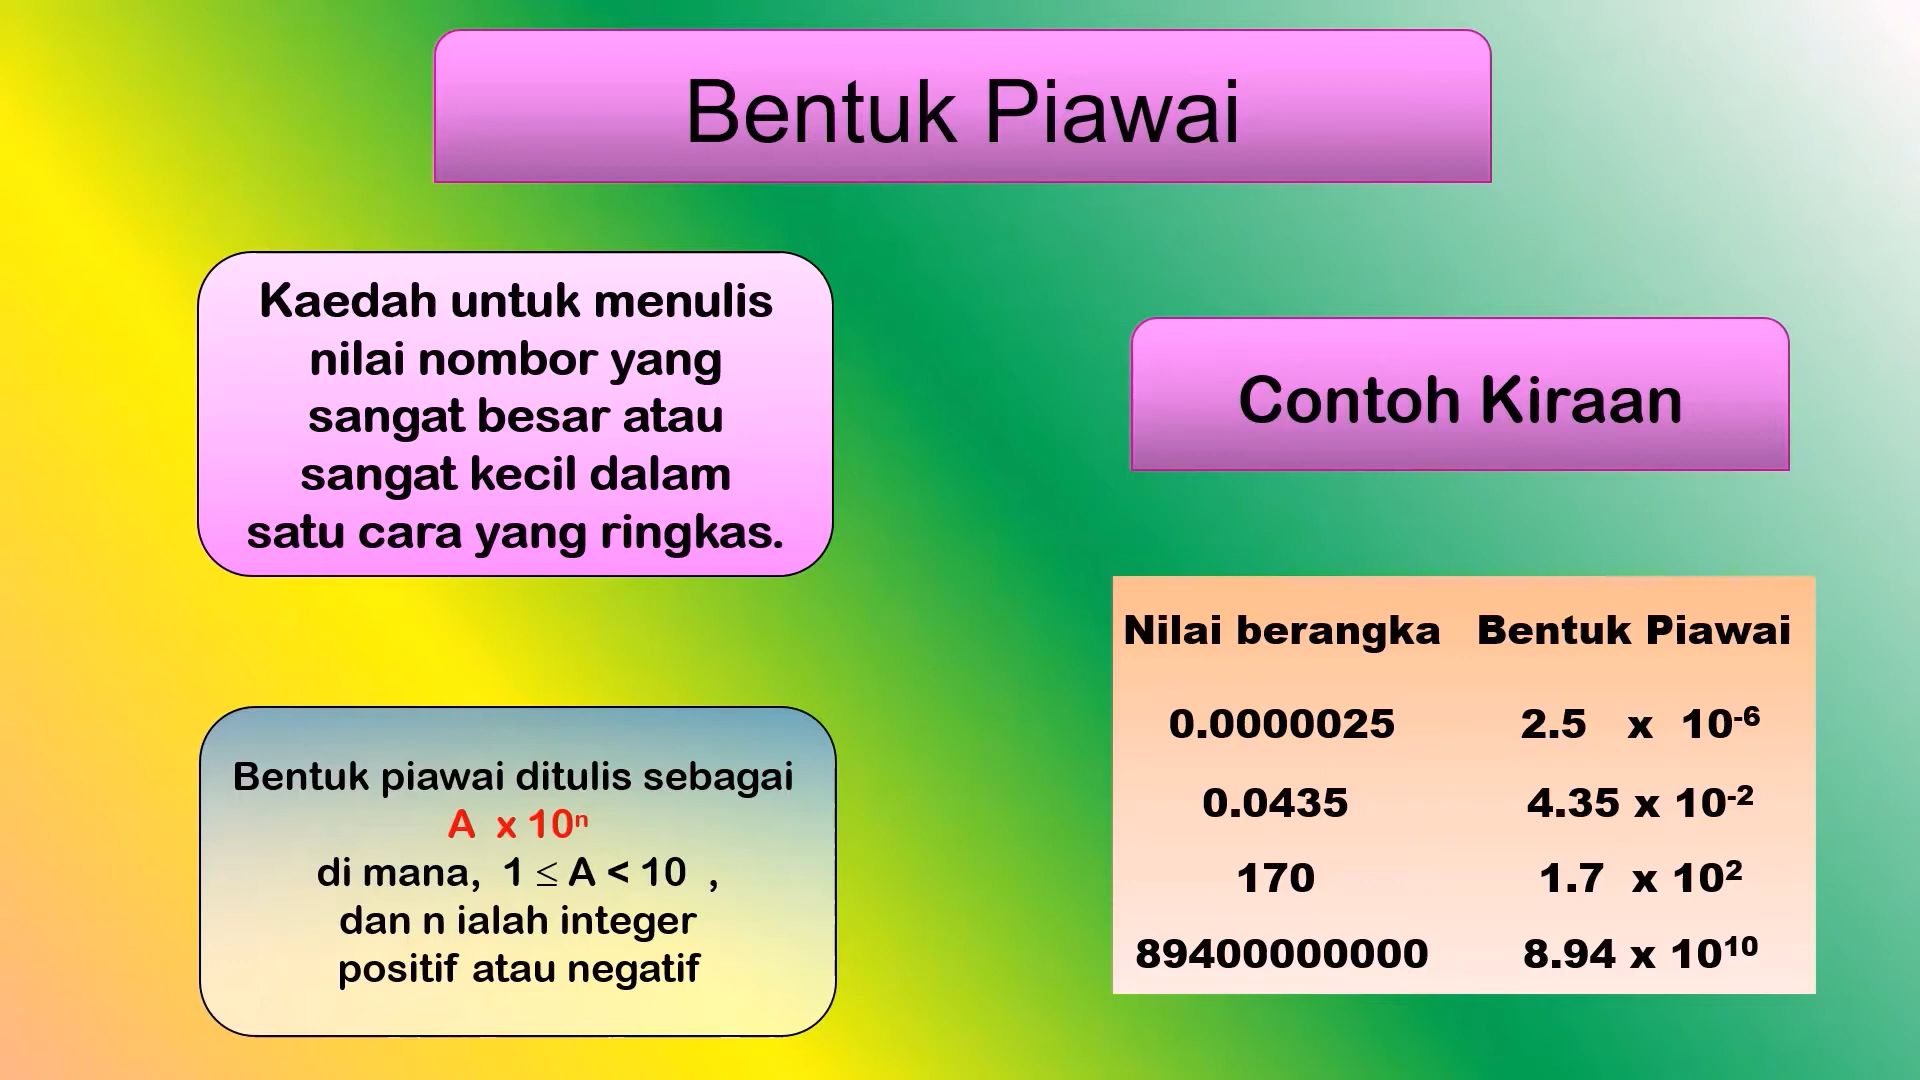 Bentuk Piawai
Kaedah untuk menulis
nilai nombor yang
sangat besar atau
sangat kecil dalam
satu cara yang ringkas.
Bentuk piawai ditulis sebagai
A x 10ⁿ
di mana, 1 ≤ A < 10 ,
dan n ialah integer
positif atau negatif
Contoh Kiraan
Nilai berangka Bentuk Piawai
0.0000025 2.5 x 10⁻⁶
0.0435 4.35 x 10⁻²
170 1.7 x 10²
89400000000 8.94 x 10¹⁰